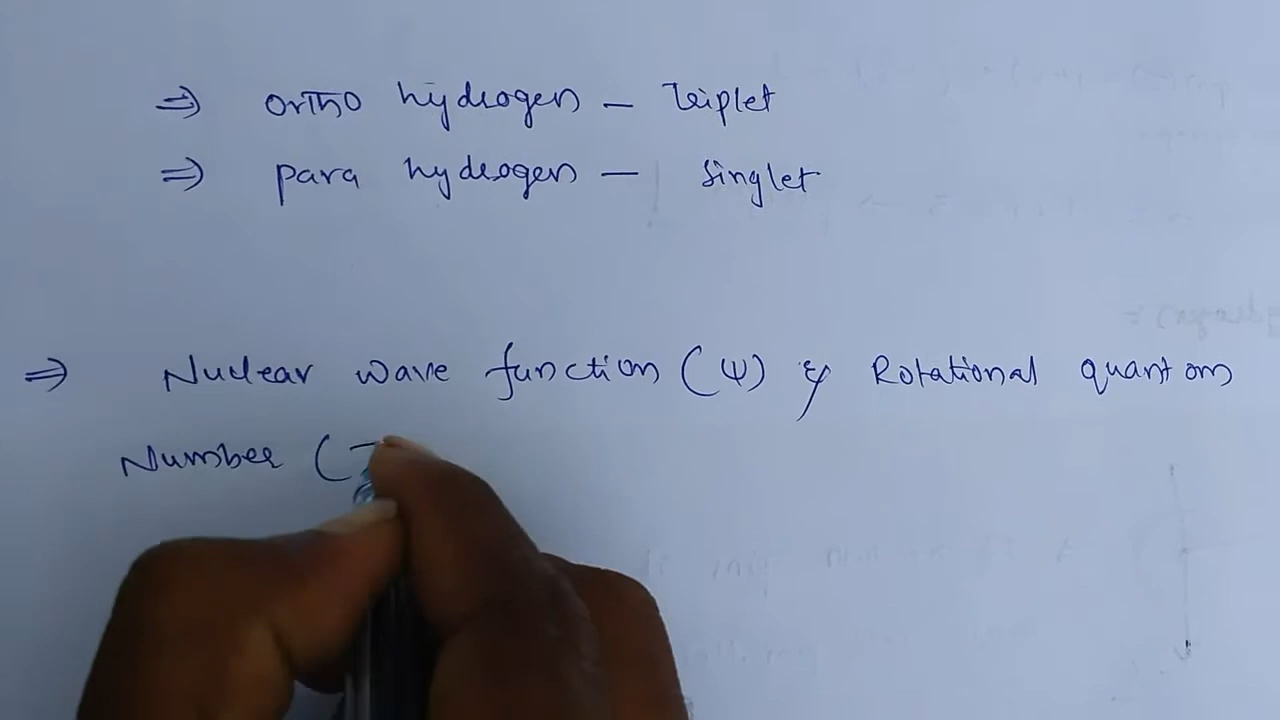 ⇒ ortho hydrogen – Triplet
⇒ para hydrogen – Singlet
⇒ Nuclear wave function (ψ) & Rotational quantum
Number (J